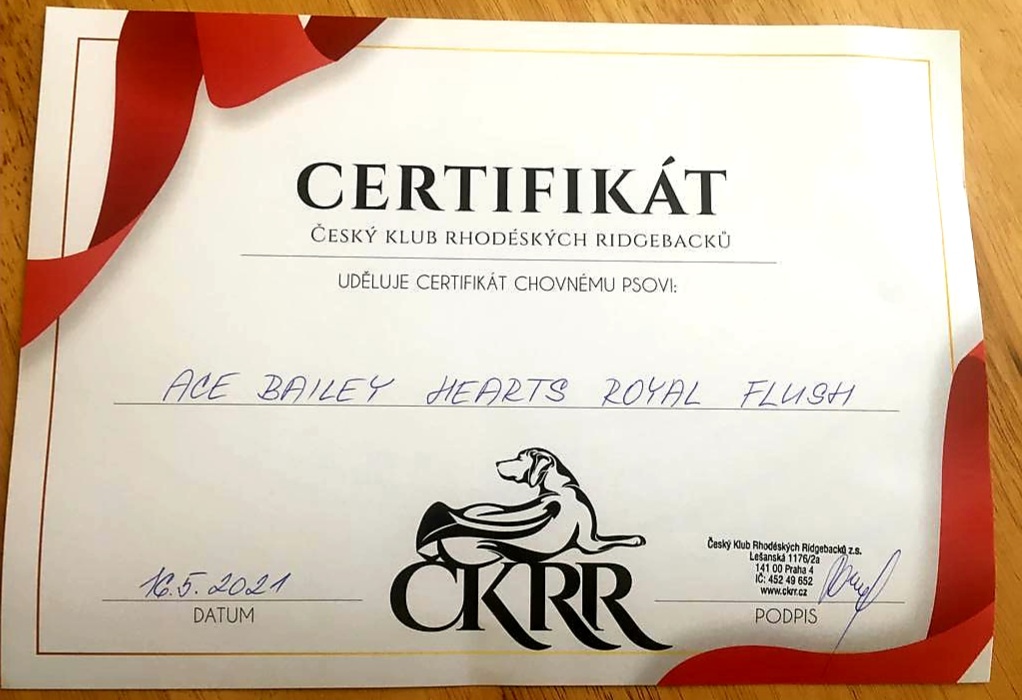 CERTIFIKÁT
ČESKÝ KLUB RHODÉSKÝCH RIDGEBACKŮ
UDĚLUJE CERTIFIKÁT CHOVNÉMU PSOVI:
ACE BAILEY HEARTS ROYAL FLUSH
ČKRR
16.5.2021
DATUM
Český Klub Rhodéských Ridgebacků z.s.
Lešanská 1176/2a
141 00 Praha 4
IČ: 452 49 652
www.ckrr.cz
PODPIS